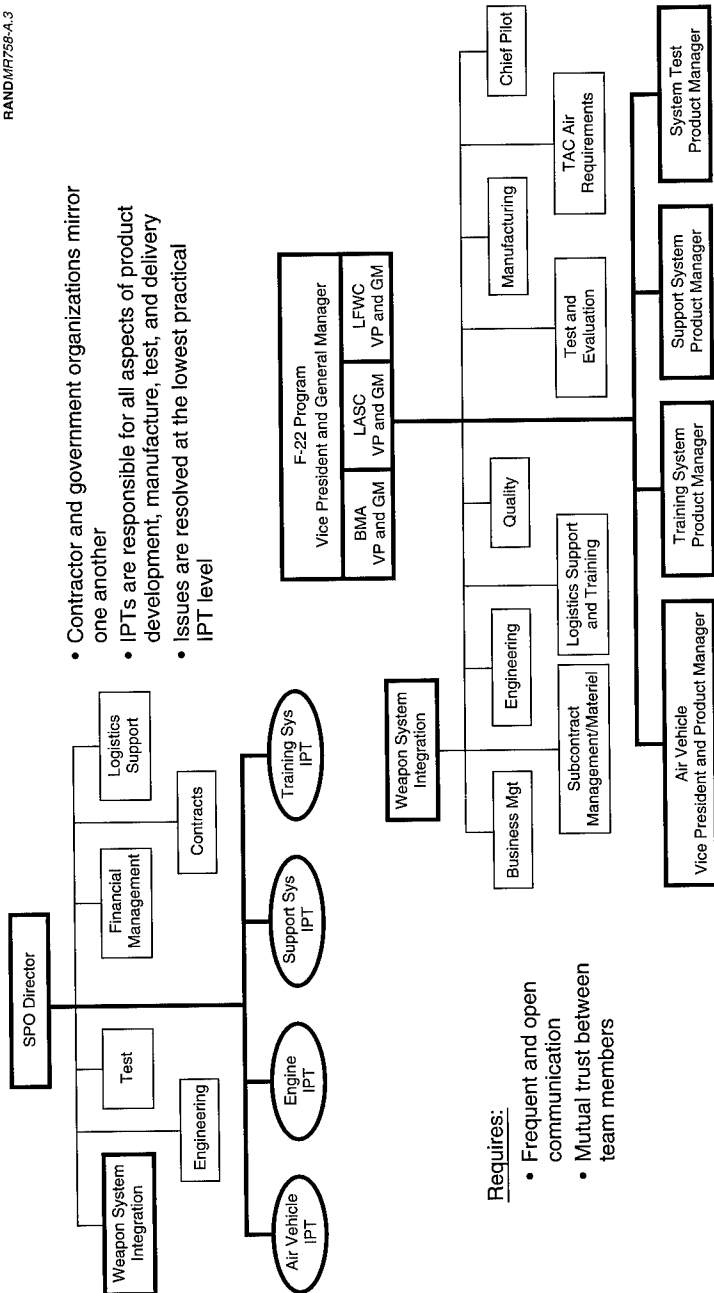 RANDMR758-A.3
SPO Director
Weapon System
Integration
Test
Financial
Management
Logistics
Support
Engineering
Contracts
Air Vehicle
IPT
Engine
IPT
Support Sys
IPT
Training Sys
IPT
• Contractor and government organizations mirror
one another
• IPTs are responsible for all aspects of product
development, manufacture, test, and delivery
• Issues are resolved at the lowest practical
IPT level
Requires:
• Frequent and open
communication
• Mutual trust between
team members
F-22 Program
Vice President and General Manager
BMA
VP and GM
LASC
VP and GM
LFWC
VP and GM
Weapon System
Integration
Business Mgt
Engineering
Quality
Manufacturing
Chief Pilot
Subcontract
Management/Materiel
Logistics Support
and Training
Test and
Evaluation
TAC Air
Requirements
Air Vehicle
Vice President and Product Manager
Training System
Product Manager
Support System
Product Manager
System Test
Product Manager